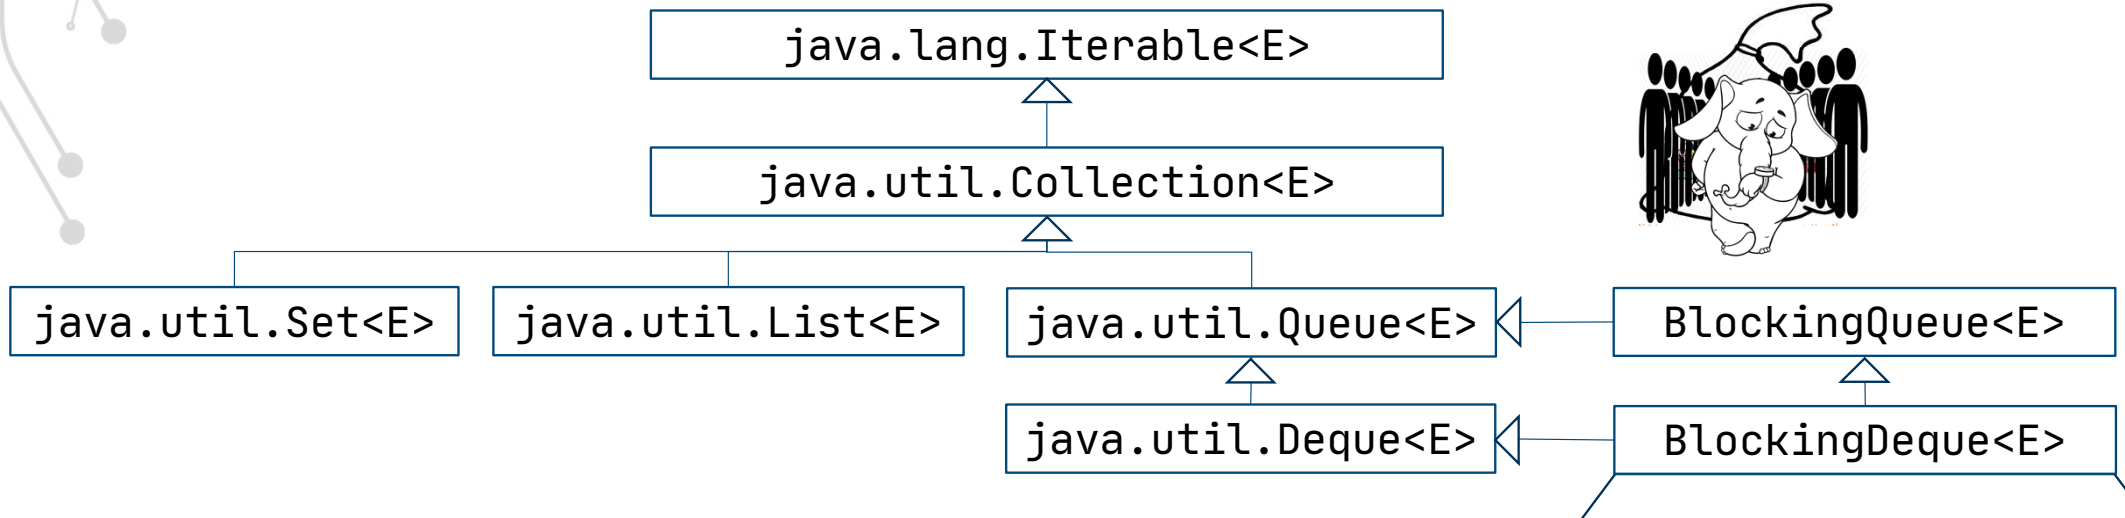 java.lang.Iterable<E>
java.util.Collection<E>
java.util.Set<E>
java.util.List<E>
java.util.Queue<E>
BlockingQueue<E>
java.util.Deque<E>
BlockingDeque<E>